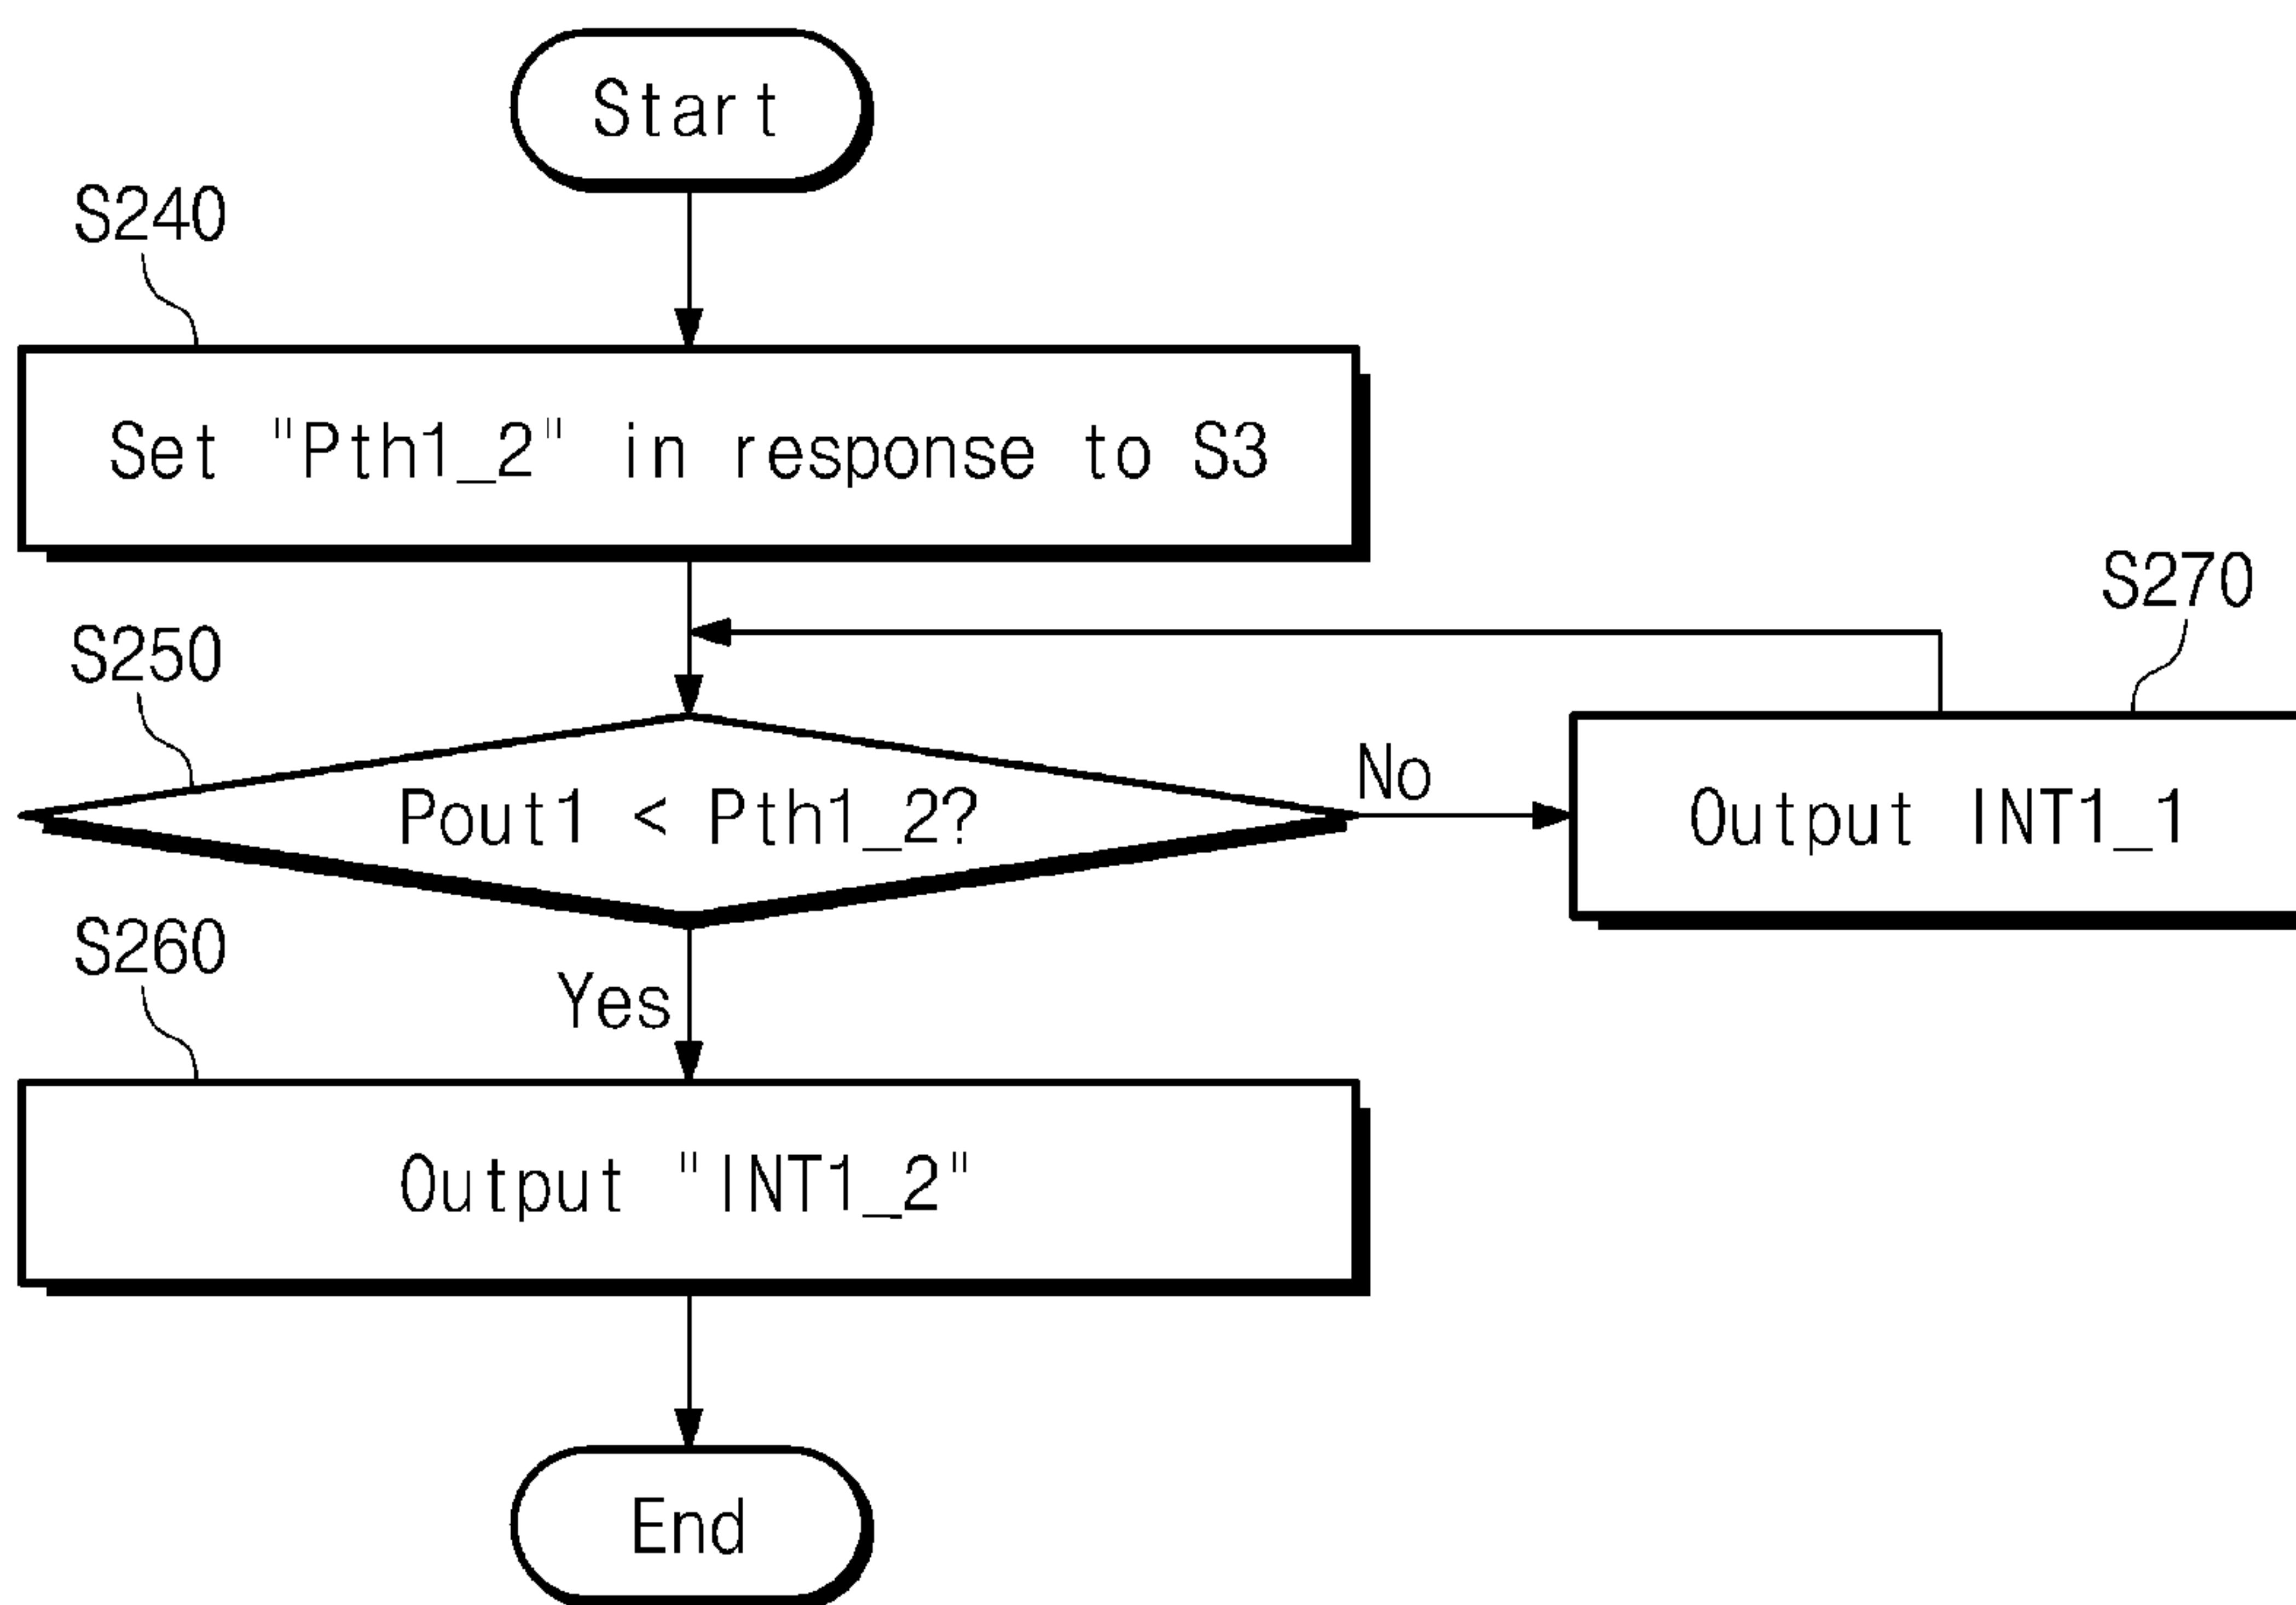 Start
S240
Set "Pth1_2" in response to S3
S270
S250
Pout1 < Pth1_2?
No
Output INT1_1
S260
Yes
Output "INT1_2"
End